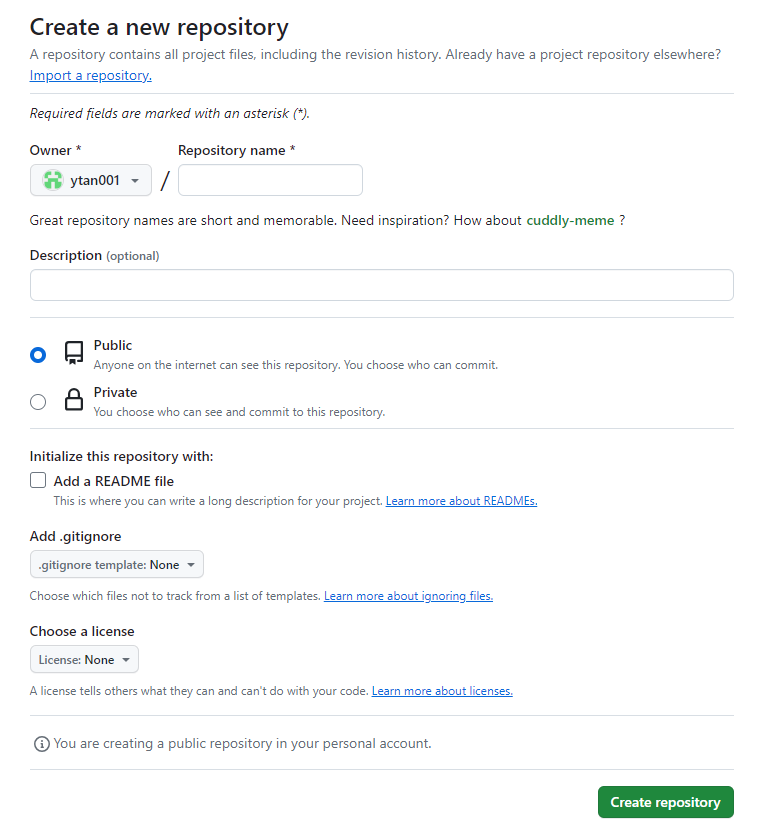 Create a new repository
A repository contains all project files, including the revision history. Already have a project repository elsewhere?
Import a repository.
Required fields are marked with an asterisk (*).
Owner * Repository name *
ytan001 /
Great repository names are short and memorable. Need inspiration? How about cuddly-meme ?
Description (optional)
Public
Anyone on the internet can see this repository. You choose who can commit.
Private
You choose who can see and commit to this repository.
Initialize this repository with:
Add a README file
This is where you can write a long description for your project. Learn more about READMEs.
Add .gitignore
.gitignore template: None
Choose which files not to track from a list of templates. Learn more about ignoring files.
Choose a license
License: None
A license tells others what they can and can't do with your code. Learn more about licenses.
You are creating a public repository in your personal account.
Create repository